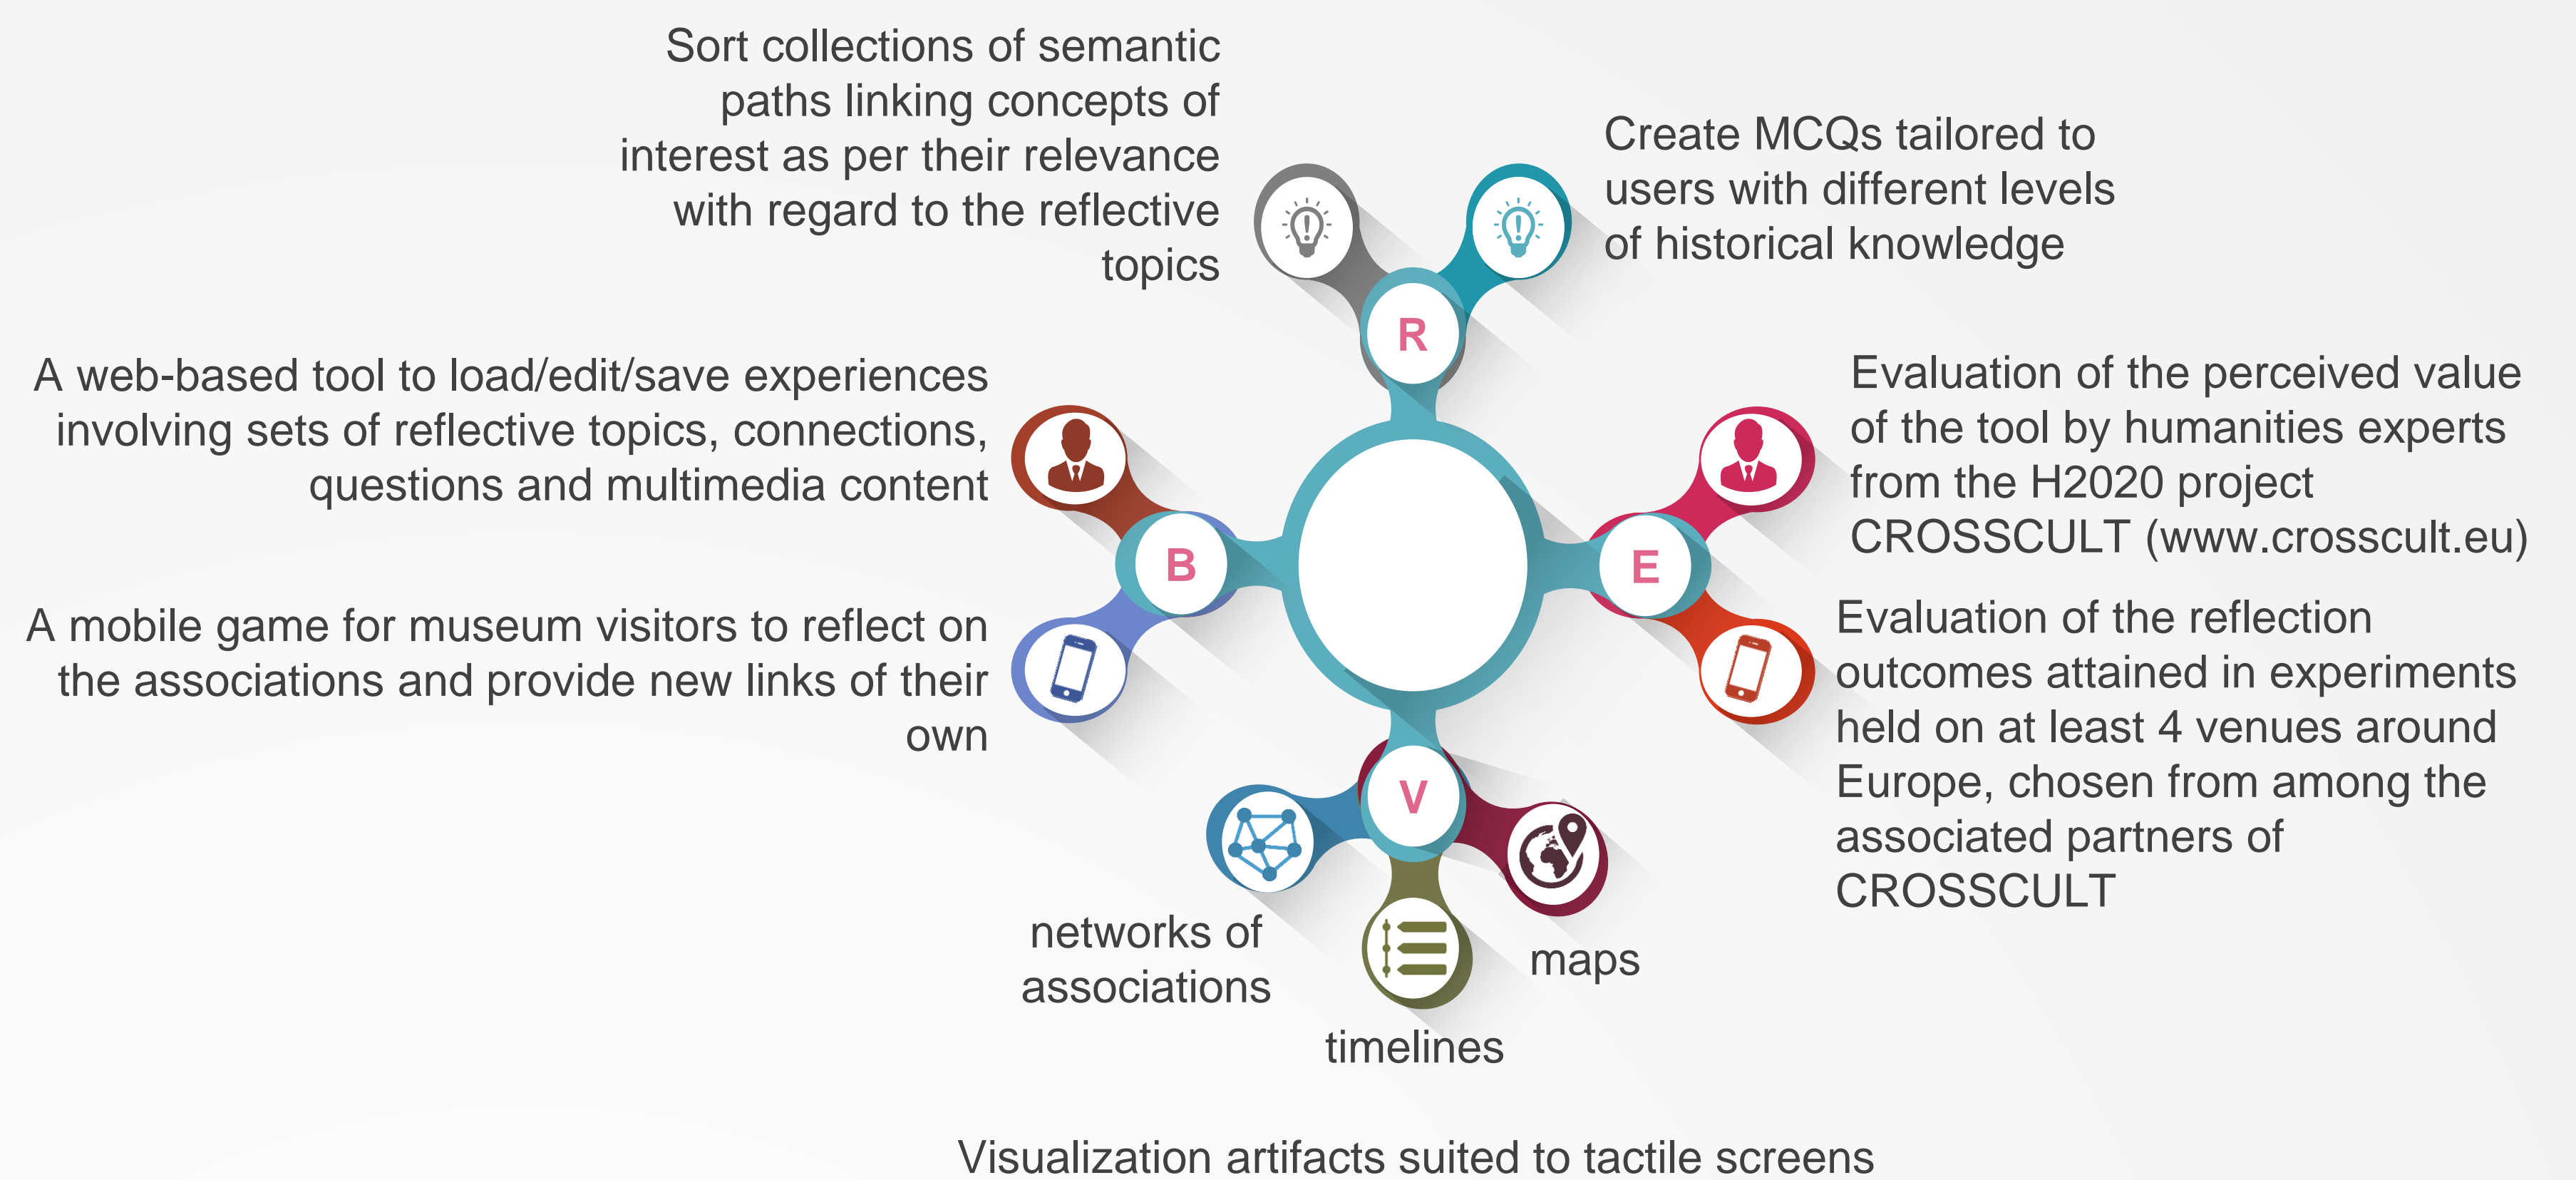 Sort collections of semantic
paths linking concepts of
interest as per their relevance
with regard to the reflective
topics
Create MCQs tailored to
users with different levels
of historical knowledge
R
A web-based tool to load/edit/save experiences
involving sets of reflective topics, connections,
questions and multimedia content
A mobile game for museum visitors to reflect on
the associations and provide new links of their
own
B
E
Evaluation of the perceived value
of the tool by humanities experts
from the H2020 project
CROSSCULT (www.crosscult.eu)
Evaluation of the reflection
outcomes attained in experiments
held on at least 4 venues around
Europe, chosen from among the
associated partners of
CROSSCULT
V
networks of
associations
timelines
maps
Visualization artifacts suited to tactile screens